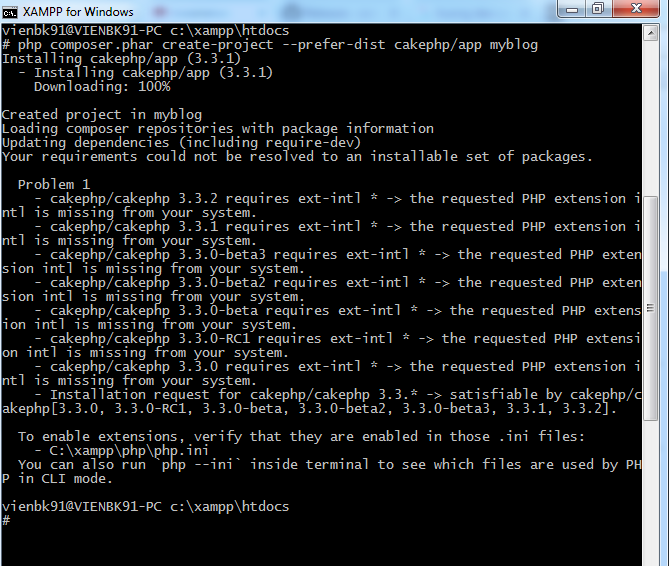 XAMPP for Windows
vienbk91@VIENBK91-PC c:\xampp\htdocs
# php composer.phar create-project --prefer-dist cakephp/app myblog
Installing cakephp/app (3.3.1)
  - Installing cakephp/app (3.3.1)
    Downloading: 100%
Created project in myblog
Loading composer repositories with package information
Updating dependencies (including require-dev)
Your requirements could not be resolved to an installable set of packages.
  Problem 1
    - cakephp/cakephp 3.3.2 requires ext-intl * -> the requested PHP extension i
ntl is missing from your system.
    - cakephp/cakephp 3.3.1 requires ext-intl * -> the requested PHP extension i
ntl is missing from your system.
    - cakephp/cakephp 3.3.0-beta3 requires ext-intl * -> the requested PHP exten
sion intl is missing from your system.
    - cakephp/cakephp 3.3.0-beta2 requires ext-intl * -> the requested PHP exten
sion intl is missing from your system.
    - cakephp/cakephp 3.3.0-beta requires ext-intl * -> the requested PHP extens
ion intl is missing from your system.
    - cakephp/cakephp 3.3.0-RC1 requires ext-intl * -> the requested PHP extensi
on intl is missing from your system.
    - cakephp/cakephp 3.3.0 requires ext-intl * -> the requested PHP extension i
ntl is missing from your system.
    - Installation request for cakephp/cakephp 3.3.* -> satisfiable by cakephp/c
akephp[3.3.0, 3.3.0-RC1, 3.3.0-beta, 3.3.0-beta2, 3.3.0-beta3, 3.3.1, 3.3.2].
  To enable extensions, verify that they are enabled in those .ini files:
    - C:\xampp\php\php.ini
  You can also run `php --ini` inside terminal to see which files are used by PH
P in CLI mode.
vienbk91@VIENBK91-PC c:\xampp\htdocs
#